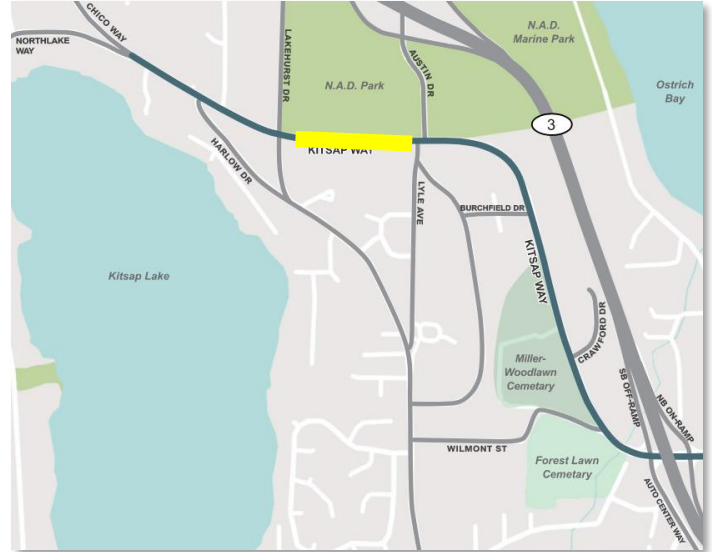 CHICO WAY
NORTHLAKE
WAY
LAKEHURST DR
N.A.D. Park
AUSTIN DR
N.A.D.
Marine Park
Ostrich
Bay
3
HARLOW DR
KITSAP WAY
LYLE AVE
BURCHFIELD DR
KITSAP WAY
Kitsap Lake
CRAWFORD DR
Miller-
Woodlawn
Cemetery
SB OFF-RAMP
NB ON-RAMP
WILMONT ST
Forest Lawn
Cemetery
AUTO CENTER WAY